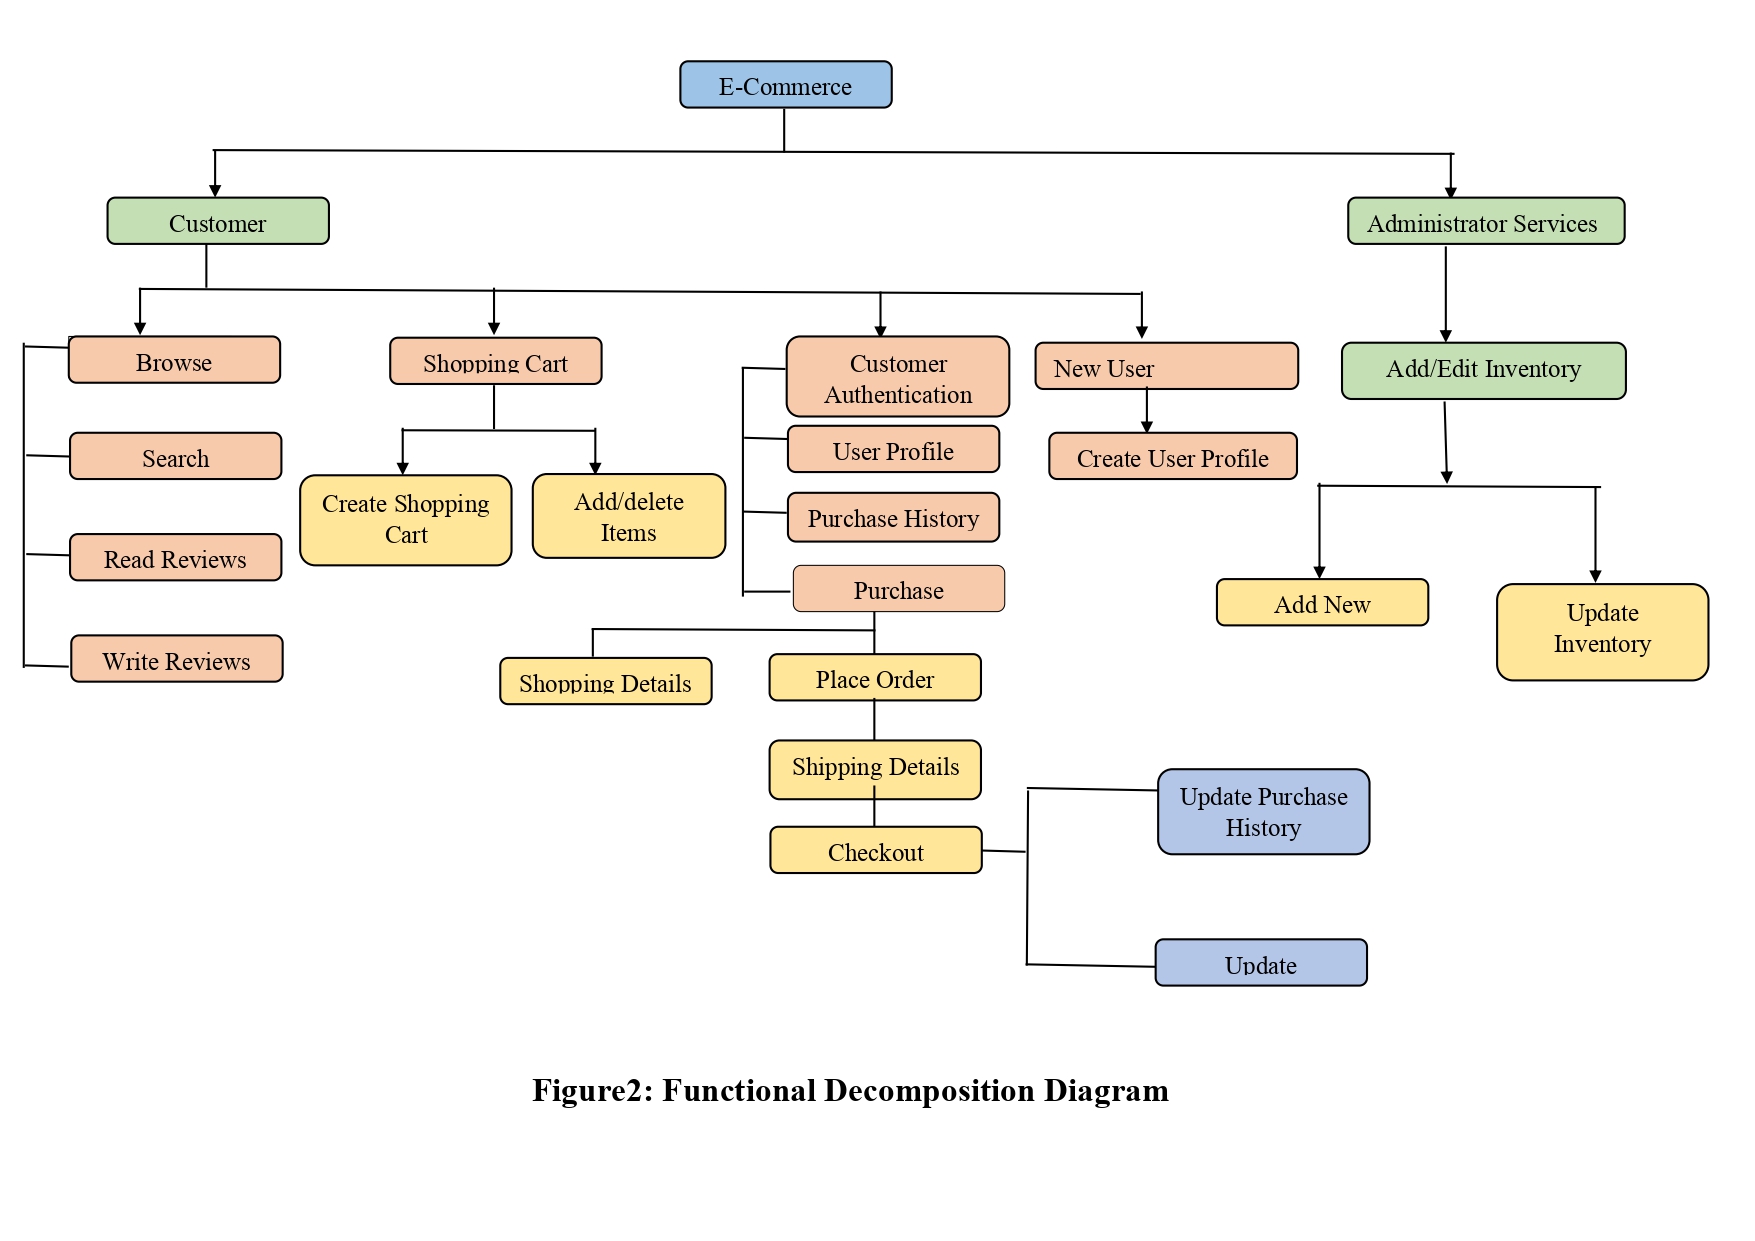 E-Commerce
Customer
Administrator Services
Browse
Shopping Cart
Customer
Authentication
New User
Add/Edit Inventory
Search
User Profile
Create User Profile
Create Shopping
Cart
Add/delete
Items
Purchase History
Read Reviews
Purchase
Add New
Update
Inventory
Write Reviews
Shopping Details
Place Order
Shipping Details
Update Purchase
History
Checkout
Update
Figure2: Functional Decomposition Diagram